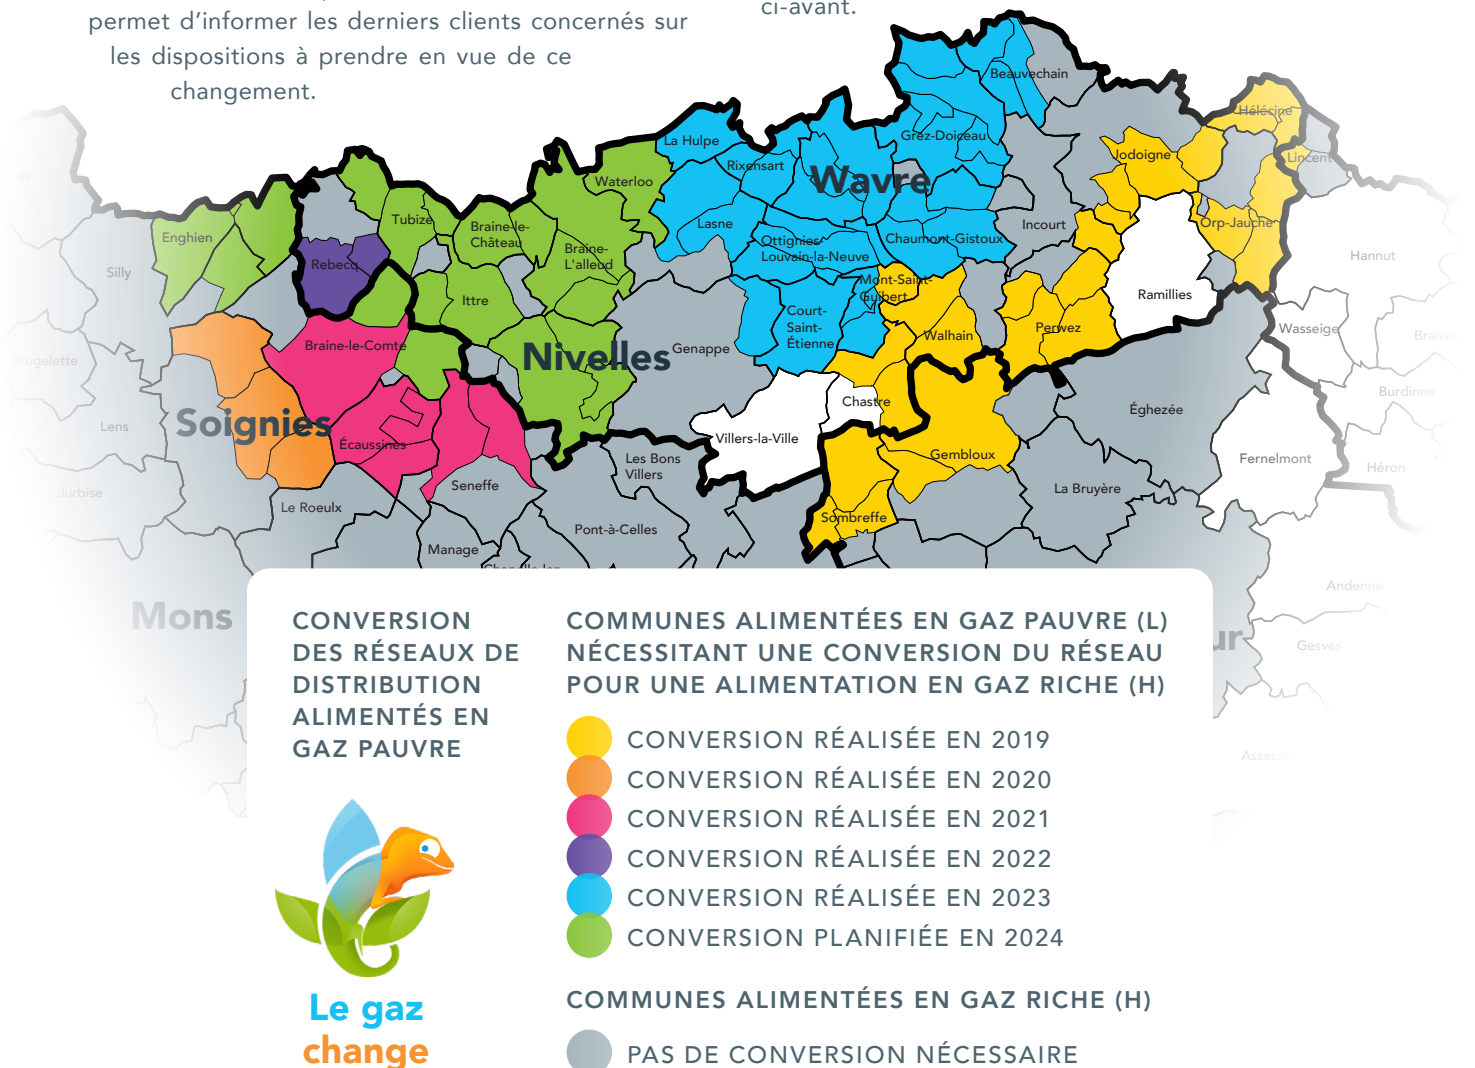 permet d'informer les derniers clients concernés sur
les dispositions à prendre en vue de ce
changement.
ci-avant.
Beauvechain
Hélécine
La Hulpe
Grez-Doiceau
Jodoigne
Lincent
Rixensart
Waterloo
Wavre
Tubize
Braine-le-
Château
Lasne
Incourt
Orp-Jauche
Enghien
Ottignies-
Louvain-la-Neuve
Chaumont-Gistoux
Braine-
L'alleud
Hannut
Silly
Rebecq
Mont-Saint-
Guibert
Ramillies
Ittre
Court-
Saint-
Étienne
Perwez
Wasseige
Walhain
Braine-le-Comte
Nivelles
Genappe
Brugelette
Burdinne
Chastre
Éghezée
Soignies
Lens
Villers-la-Ville
Écaussines
Gembloux
Les Bons
Villers
Fernelmont
Héron
Seneffe
La Bruyère
Jurbise
Le Roeulx
Sombreffe
Pont-à-Celles
Manage
Andenne
Mons
Gesves
ur
CONVERSION
DES RÉSEAUX DE
DISTRIBUTION
ALIMENTÉS EN
GAZ PAUVRE
COMMUNES ALIMENTÉES EN GAZ PAUVRE (L)
NÉCESSITANT UNE CONVERSION DU RÉSEAU
POUR UNE ALIMENTATION EN GAZ RICHE (H)
CONVERSION RÉALISÉE EN 2019
CONVERSION RÉALISÉE EN 2020
CONVERSION RÉALISÉE EN 2021
CONVERSION RÉALISÉE EN 2022
CONVERSION RÉALISÉE EN 2023
CONVERSION PLANIFIÉE EN 2024
COMMUNES ALIMENTÉES EN GAZ RICHE (H)
PAS DE CONVERSION NÉCESSAIRE
Le gaz
change